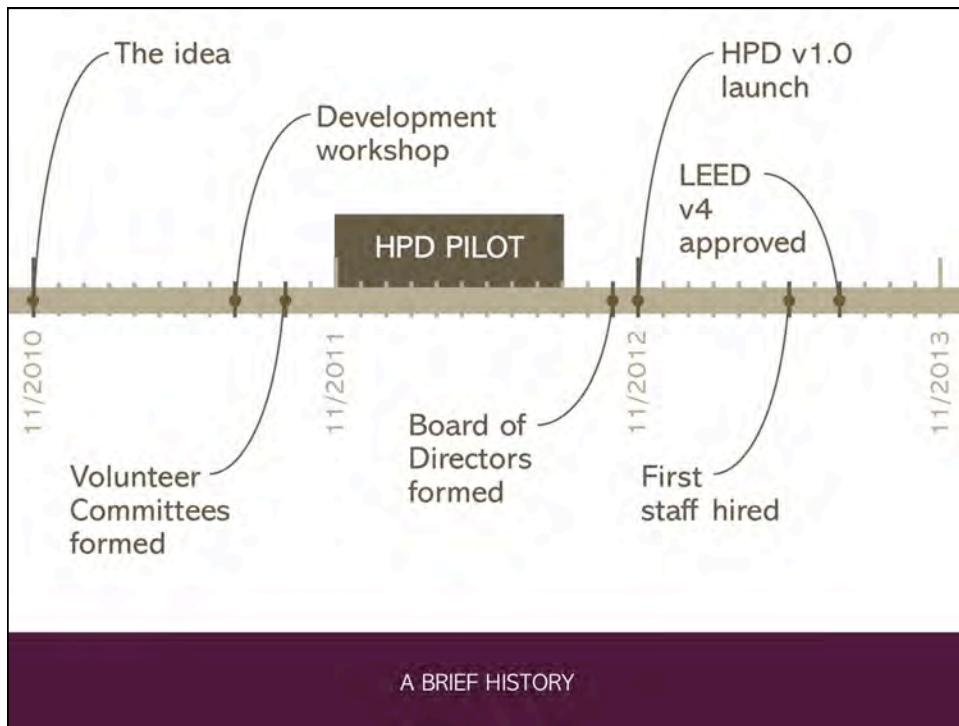 The idea
HPD v1.0
launch
Development
workshop
LEED
v4
approved
HPD PILOT
11/2010
11/2011
11/2012
11/2013
Board of
Directors
formed
Volunteer
Committees
formed
First
staff hired
A BRIEF HISTORY